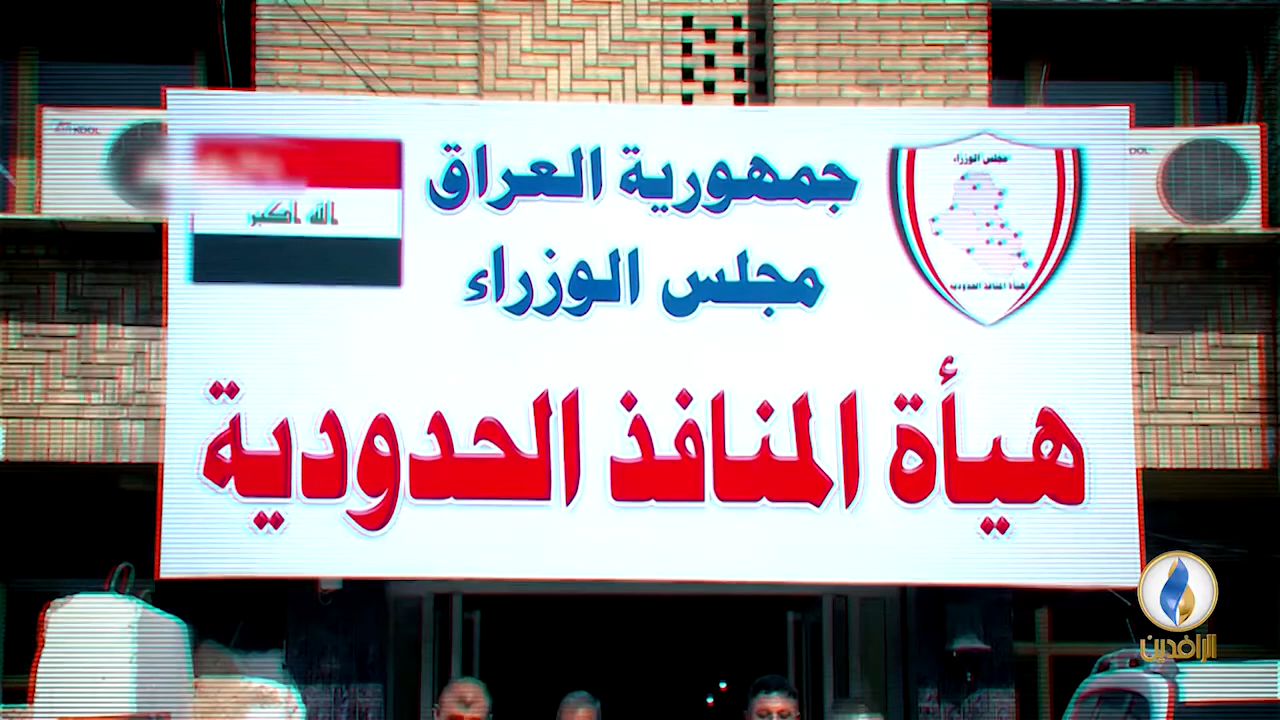 جمهورية العراق
مجلس الوزراء
هيأة المنافذ الحدودية
الله اكبر
مجلس الوزراء
هيأة المنافذ الحدودية
الرافدين